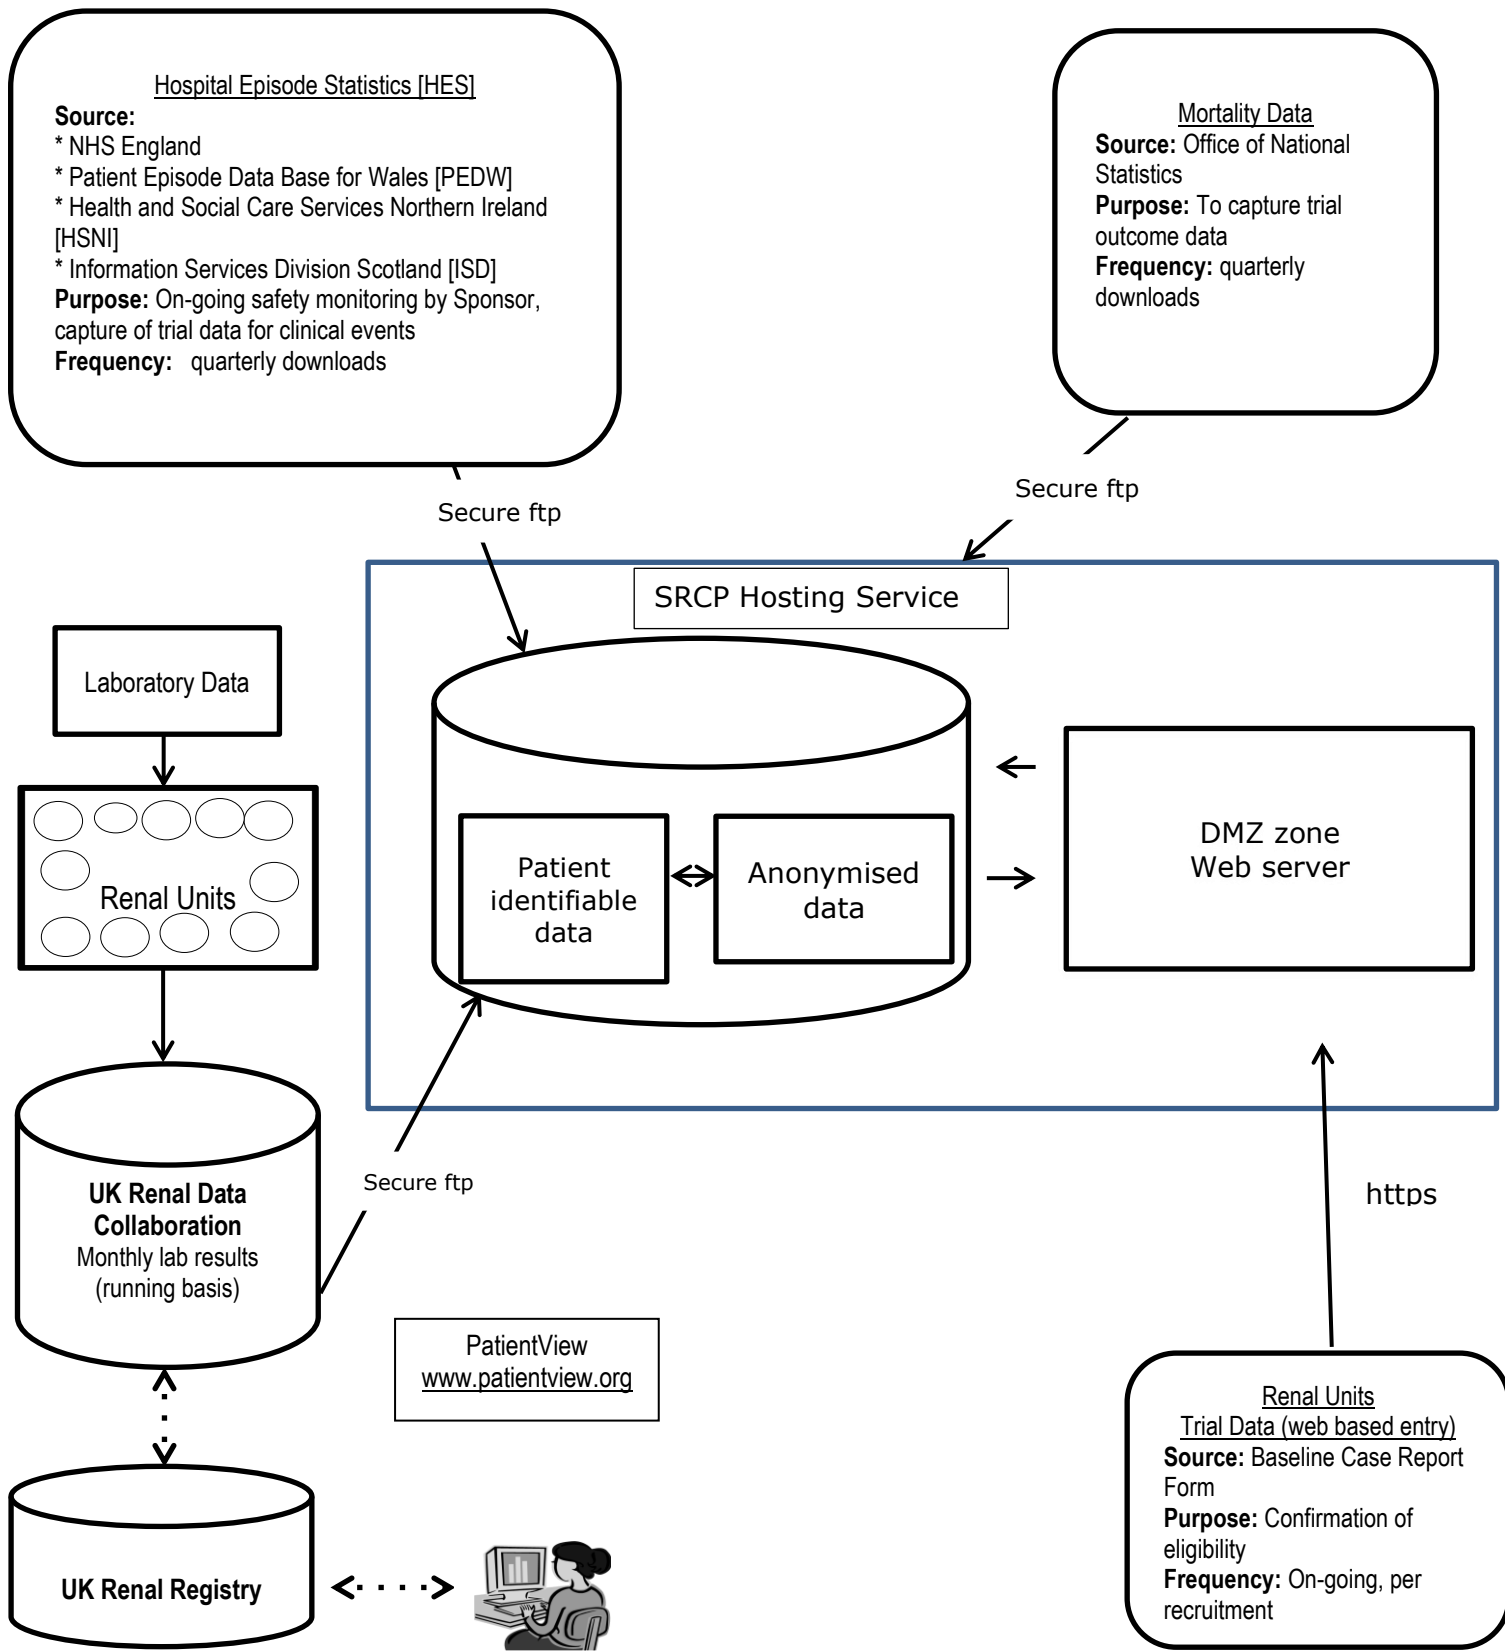 Hospital Episode Statistics [HES]
Source:
* NHS England
* Patient Episode Data Base for Wales [PEDW]
* Health and Social Care Services Northern Ireland
[HSNI]
* Information Services Division Scotland [ISD]
Purpose: On-going safety monitoring by Sponsor,
capture of trial data for clinical events
Frequency: quarterly downloads
Mortality Data
Source: Office of National
Statistics
Purpose: To capture trial
outcome data
Frequency: quarterly
downloads
Secure ftp
Secure ftp
SRCP Hosting Service
Laboratory Data
Renal Units
Patient
identifiable
data
Anonymised
data
DMZ zone
Web server
UK Renal Data
Collaboration
Monthly lab results
(running basis)
Secure ftp
https
PatientView
www.patientview.org
UK Renal Registry
Renal Units
Trial Data (web based entry)
Source: Baseline Case Report
Form
Purpose: Confirmation of
eligibility
Frequency: On-going, per
recruitment